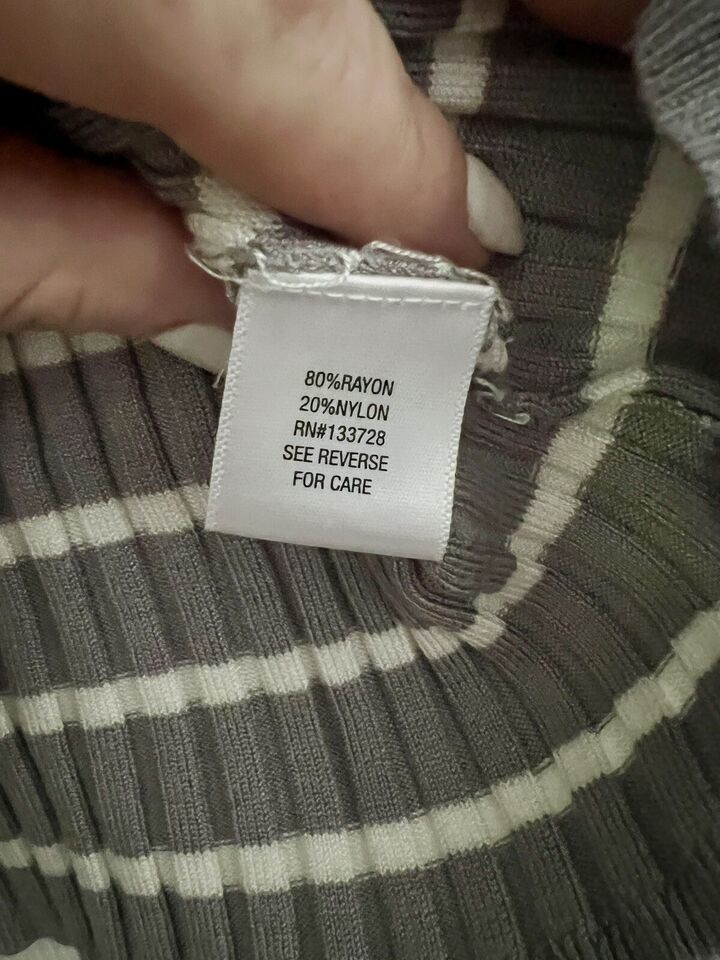 80%RAYON
20%NYLON
RN#133728
SEE REVERSE
FOR CARE